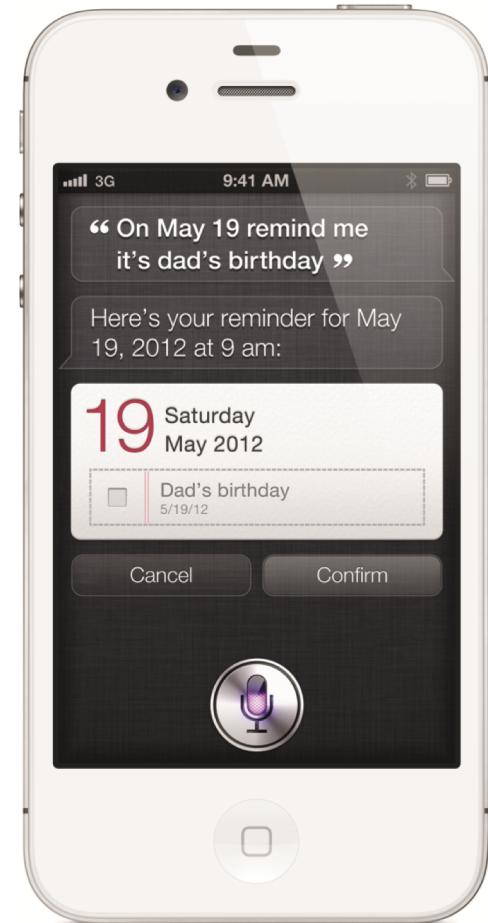 3G 9:41 AM
“ On May 19 remind me
it’s dad’s birthday ”
Here’s your reminder for May
19, 2012 at 9 am:
19 Saturday
May 2012
Dad’s birthday
5/19/12
Cancel Confirm